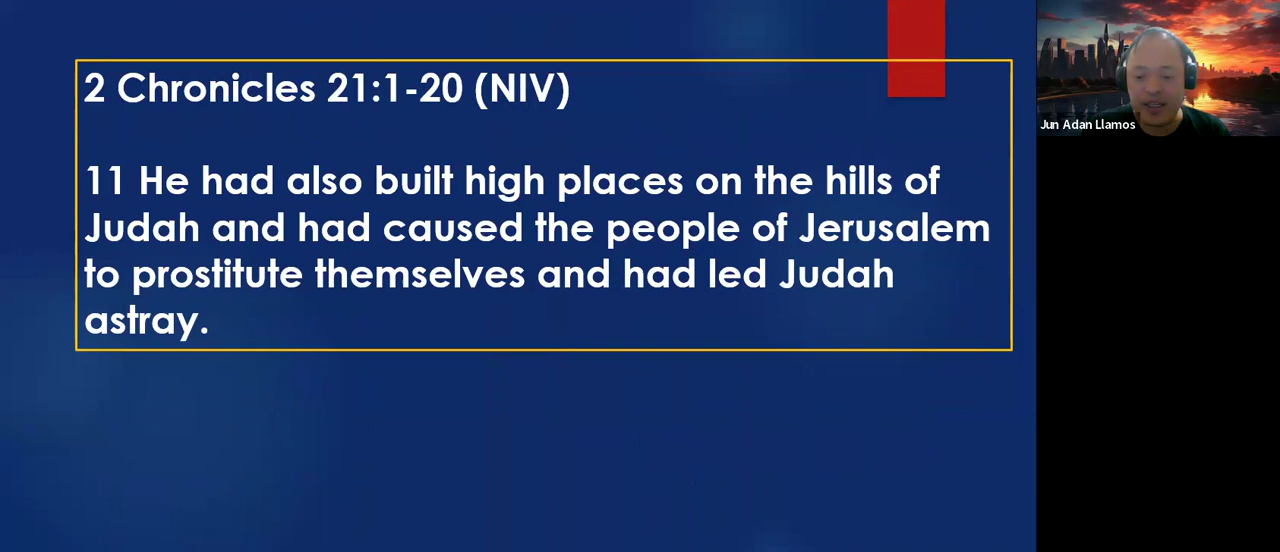 2 Chronicles 21:1-20 (NIV)
11 He had also built high places on the hills of
Judah and had caused the people of Jerusalem
to prostitute themselves and had led Judah
astray.
Jun Adan Llamos